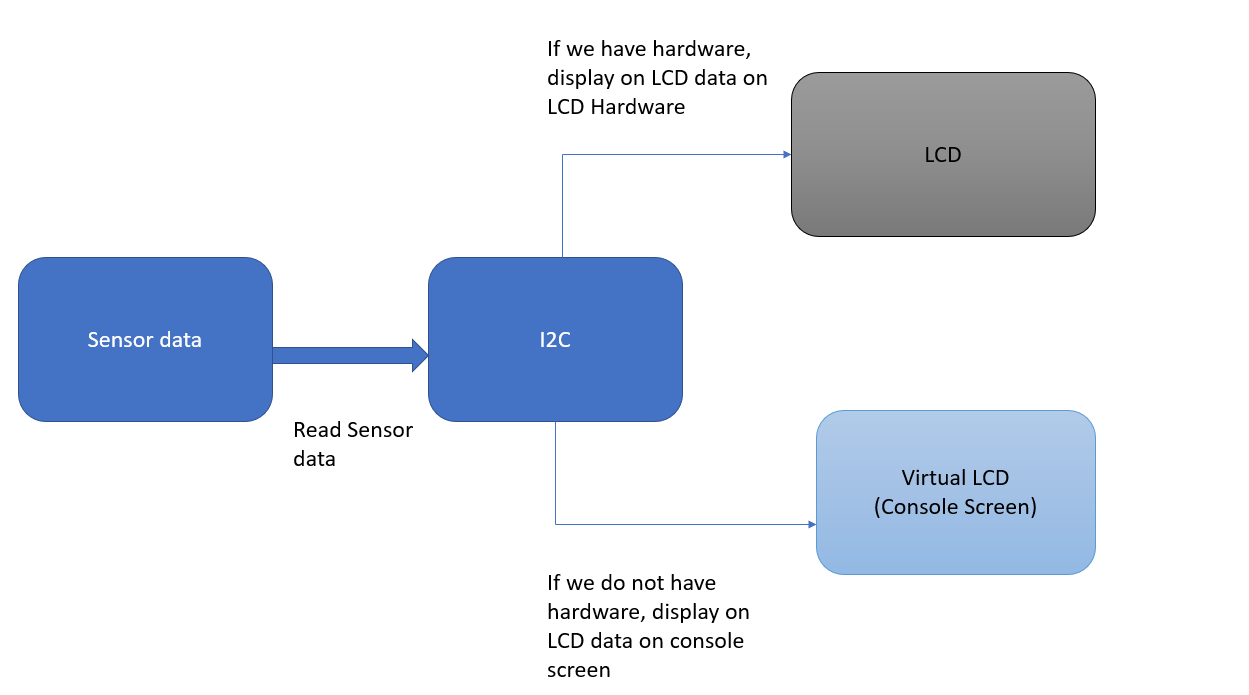 If we have hardware,
display on LCD data on
LCD Hardware
LCD
Sensor data
I2C
Read Sensor
data
Virtual LCD
(Console Screen)
If we do not have
hardware, display on
LCD data on console
screen